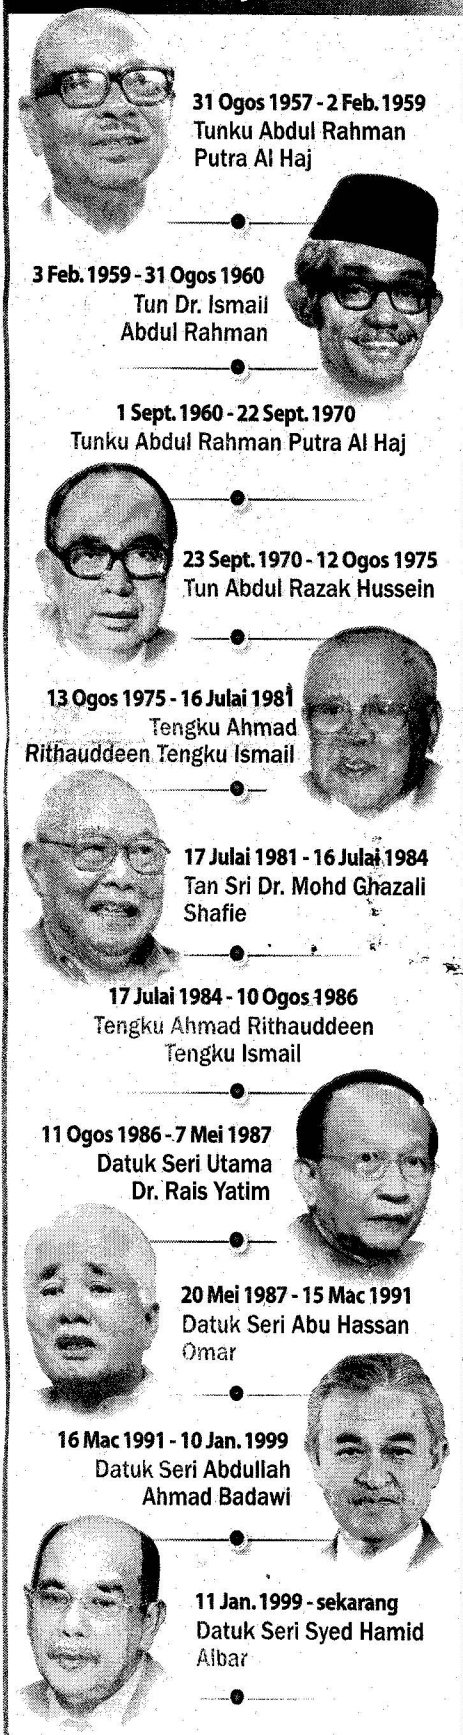 31 Ogos 1957 - 2 Feb. 1959
Tunku Abdul Rahman
Putra Al Haj
3 Feb. 1959 - 31 Ogos 1960
Tun Dr. Ismail
Abdul Rahman
1 Sept. 1960 - 22 Sept. 1970
Tunku Abdul Rahman Putra Al Haj
23 Sept. 1970 - 12 Ogos 1975
Tun Abdul Razak Hussein
13 Ogos 1975 - 16 Julai 1981
Tengku Ahmad
Rithauddeen Tengku Ismail
17 Julai 1981 - 16 Julai 1984
Tan Sri Dr. Mohd Ghazali
Shafie
17 Julai 1984 - 10 Ogos 1986
Tengku Ahmad Rithauddeen
Tengku Ismail
11 Ogos 1986 - 7 Mei 1987
Datuk Seri Utama
Dr. Rais Yatim
20 Mei 1987 - 15 Mac 1991
Datuk Seri Abu Hassan
Omar
16 Mac 1991 - 10 Jan. 1999
Datuk Seri Abdullah
Ahmad Badawi
11 Jan. 1999 - sekarang
Datuk Seri Syed Hamid
Albar